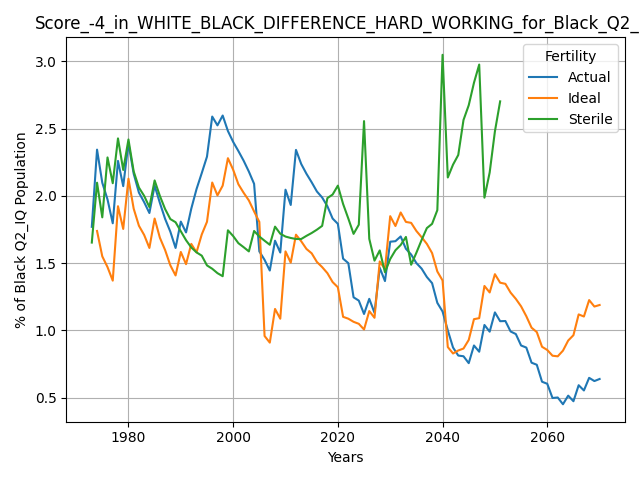 Score_-4_in_WHITE_BLACK_DIFFERENCE_HARD_WORKING_for_Black_Q2_
% of Black Q2_IQ Population
3.0
2.5
2.0
1.5
1.0
0.5
Fertility
Actual
Ideal
Sterile
1980
2000
2020
2040
2060
Years